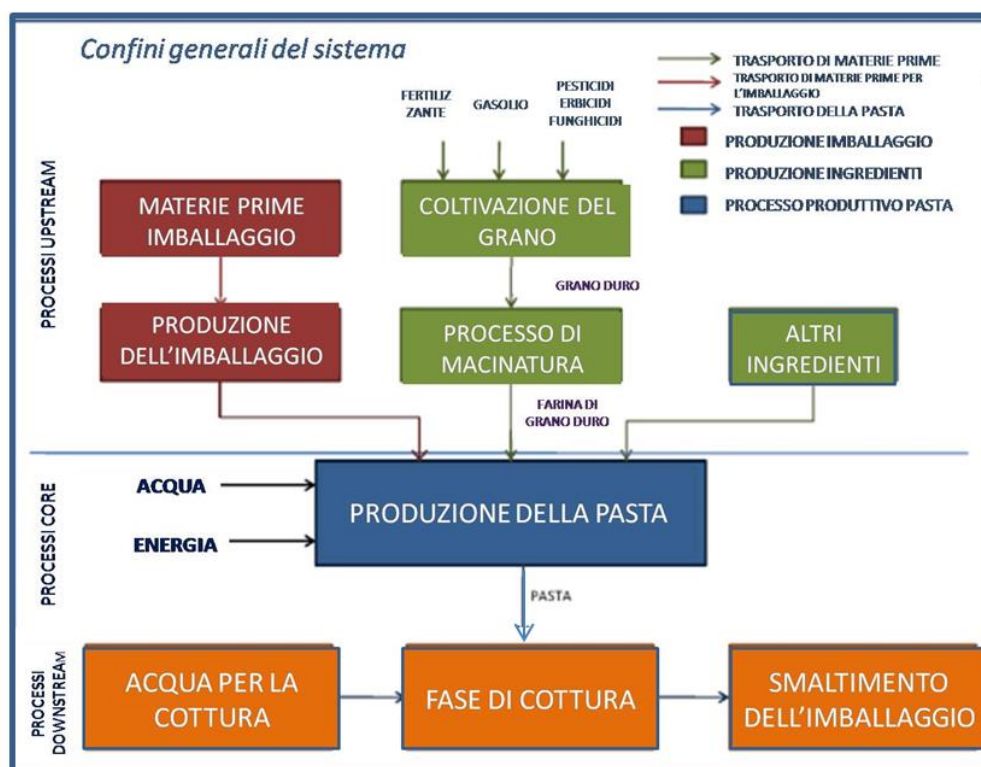 Confini generali del sistema
TRASPORTO DI MATERIE PRIME
TRASPORTO DI MATERIE PRIME PER
L'IMBALLAGGIO
TRASPORTO DELLA PASTA
PRODUZIONE IMBALLAGGIO
PRODUZIONE INGREDIENTI
PROCESSO PRODUTTIVO PASTA
PROCESSI UPSTREAM
FERTILIZ
ZANTE
GASOLIO
PESTICIDI
ERBICIDI
FUNGHICIDI
MATERIE PRIME
IMBALLAGGIO
COLTIVAZIONE DEL
GRANO
GRANO DURO
PRODUZIONE
DELL'IMBALLAGGIO
PROCESSO DI
MACINATURA
ALTRI
INGREDIENTI
FARINA DI
GRANO DURO
PROCESSI CORE
ACQUA
ENERGIA
PRODUZIONE DELLA PASTA
PASTA
PROCESSI
DOWNSTREAM
ACQUA PER LA
COTTURA
FASE DI COTTURA
SMALTIMENTO
DELL'IMBALLAGGIO